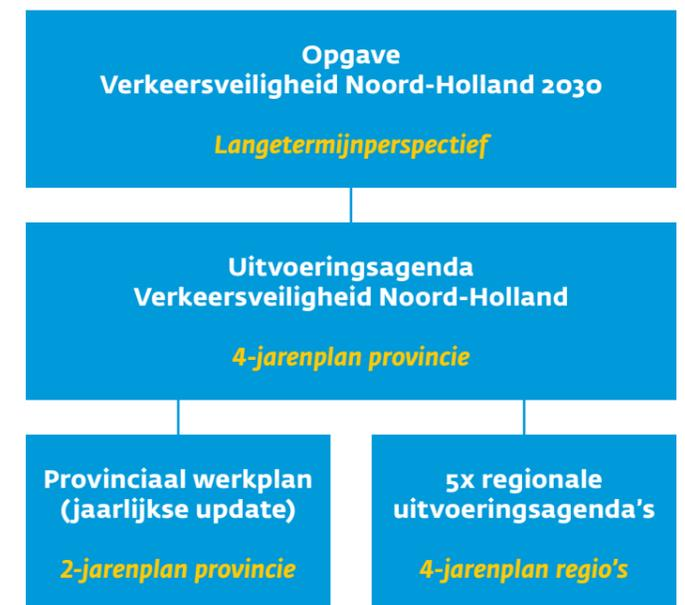 Opgave
Verkeersveiligheid Noord-Holland 2030
Langetermijnperspectief
Uitvoeringsagenda
Verkeersveiligheid Noord-Holland
4-jarenplan provincie
Provinciaal werkplan
(jaarlijkse update)
2-jarenplan provincie
5x regionale
uitvoeringsagenda's
4-jarenplan regio's